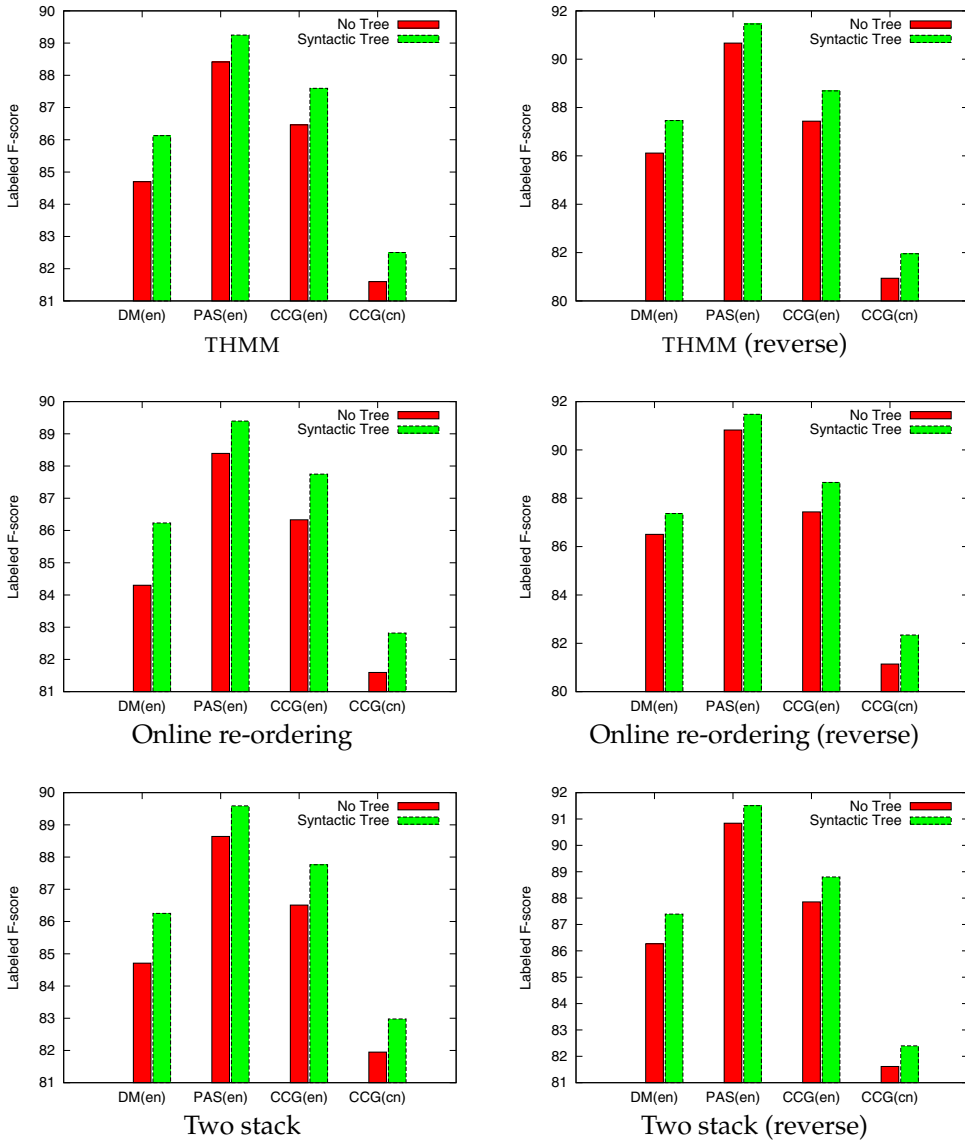 90
89
88
87
86
85
84
83
82
81
Labeled F-score
No Tree
Syntactic Tree
DM(en) PAS(en) CCG(en) CCG(cn)
THMM
92
90
88
86
84
82
80
Labeled F-score
No Tree
Syntactic Tree
DM(en) PAS(en) CCG(en) CCG(cn)
THMM (reverse)
90
89
88
87
86
85
84
83
82
81
Labeled F-score
No Tree
Syntactic Tree
DM(en) PAS(en) CCG(en) CCG(cn)
Online re-ordering
92
90
88
86
84
82
80
Labeled F-score
No Tree
Syntactic Tree
DM(en) PAS(en) CCG(en) CCG(cn)
Online re-ordering (reverse)
90
89
88
87
86
85
84
83
82
81
Labeled F-score
No Tree
Syntactic Tree
DM(en) PAS(en) CCG(en) CCG(cn)
Two stack
92
91
90
89
88
87
86
85
84
83
82
81
Labeled F-score
No Tree
Syntactic Tree
DM(en) PAS(en) CCG(en) CCG(cn)
Two stack (reverse)